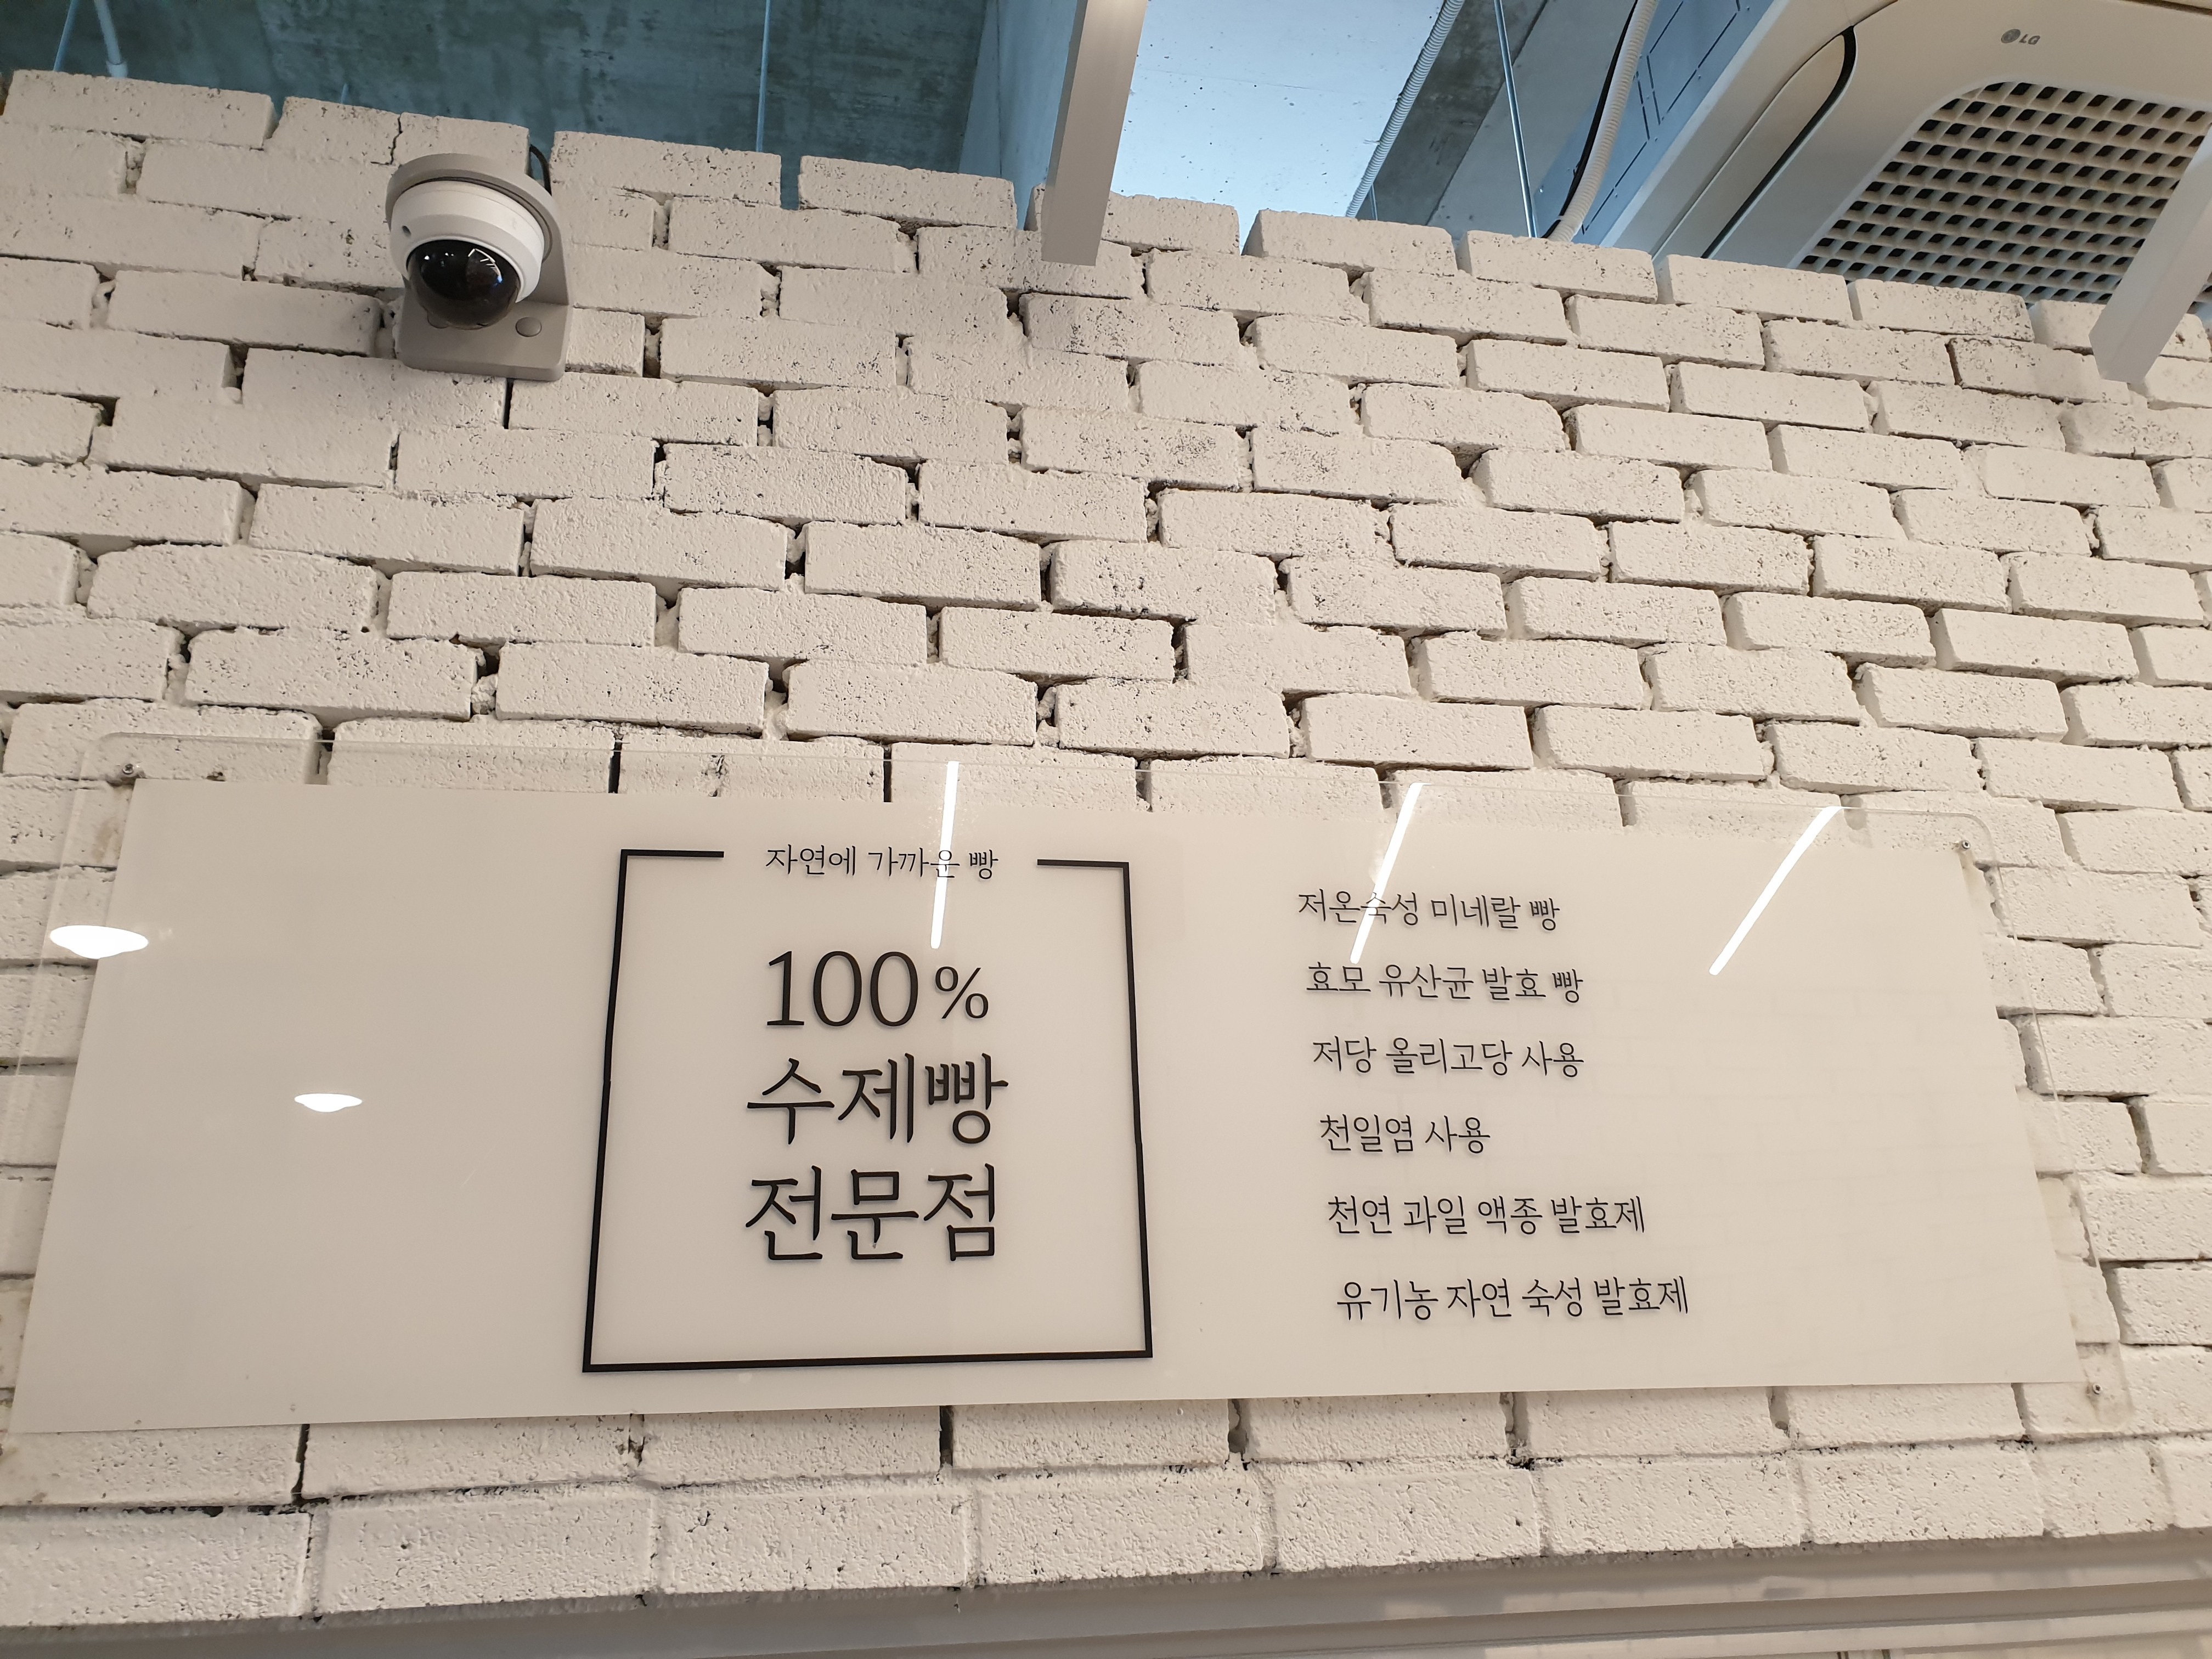 LG
자연에 가까운 빵
100%
수제빵
전문점
저온숙성 미네랄 빵
효모 유산균 발효 빵
저당 올리고당 사용
천일염 사용
천연 과일 액종 발효제
유기농 자연 숙성 발효제